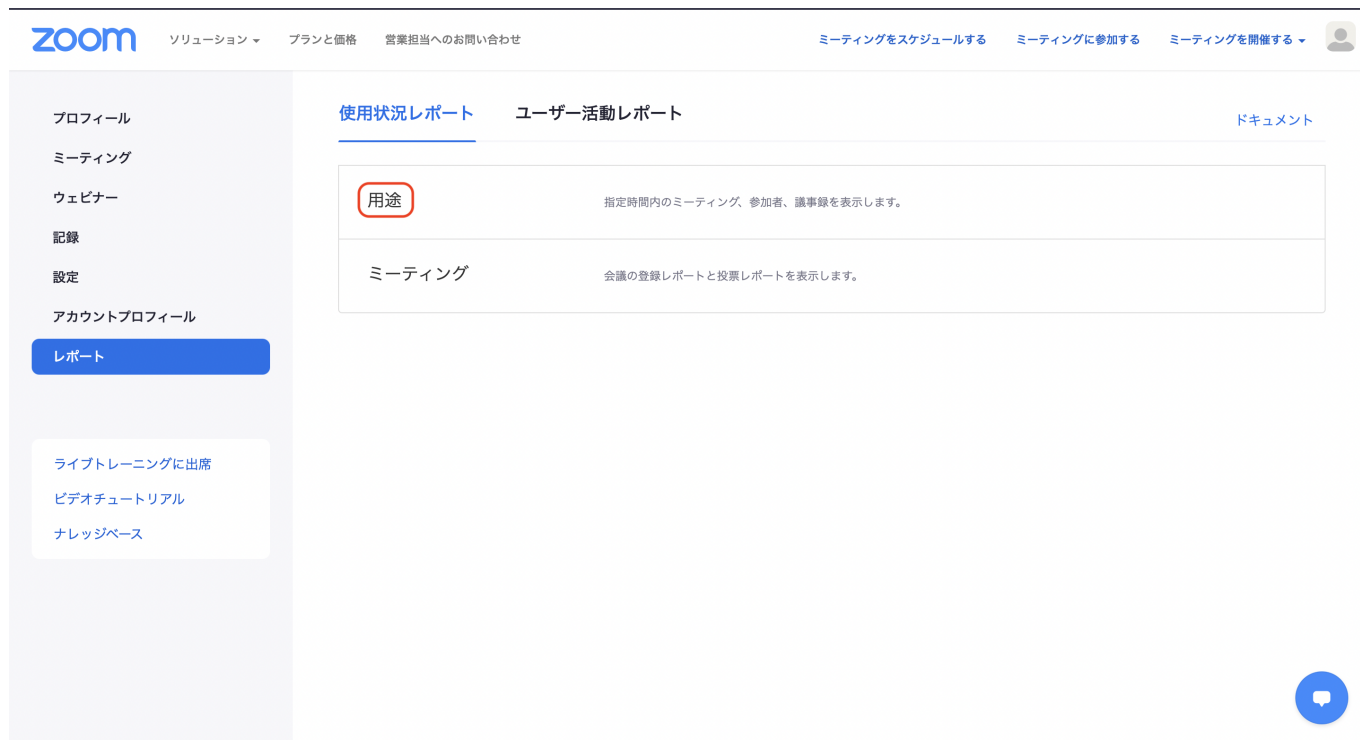 zoom ソリューション プランと価格 営業担当へのお問い合わせ ミーティングをスケジュールする ミーティングに参加する ミーティングを開催する
プロフィール
ミーティング
ウェビナー
記録
設定
アカウントプロフィール
レポート
ライブトレーニングに出席
ビデオチュートリアル
ナレッジベース
使用状況レポート ユーザー活動レポート ドキュメント
用途 指定時間内のミーティング、参加者、議事録を表示します。
ミーティング 会議の登録レポートと投票レポートを表示します。